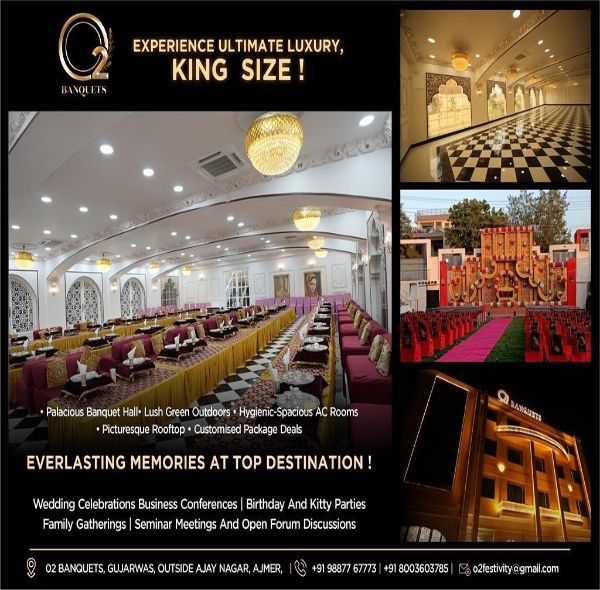 O2
BANQUETS
EXPERIENCE ULTIMATE LUXURY,
KING SIZE !
• Palacious Banquet Hall• Lush Green Outdoors • Hygienic-Spacious AC Rooms
• Picturesque Rooftop • Customised Package Deals
EVERLASTING MEMORIES AT TOP DESTINATION !
Wedding Celebrations Business Conferences | Birthday And Kitty Parties
Family Gatherings | Seminar Meetings And Open Forum Discussions
O2 BANQUETS
O2 BANQUETS, GUJARWAS, OUTSIDE AJAY NAGAR, AJMER, | +91 98877 67773 | +91 8003603785 | o2festivity@gmail.com